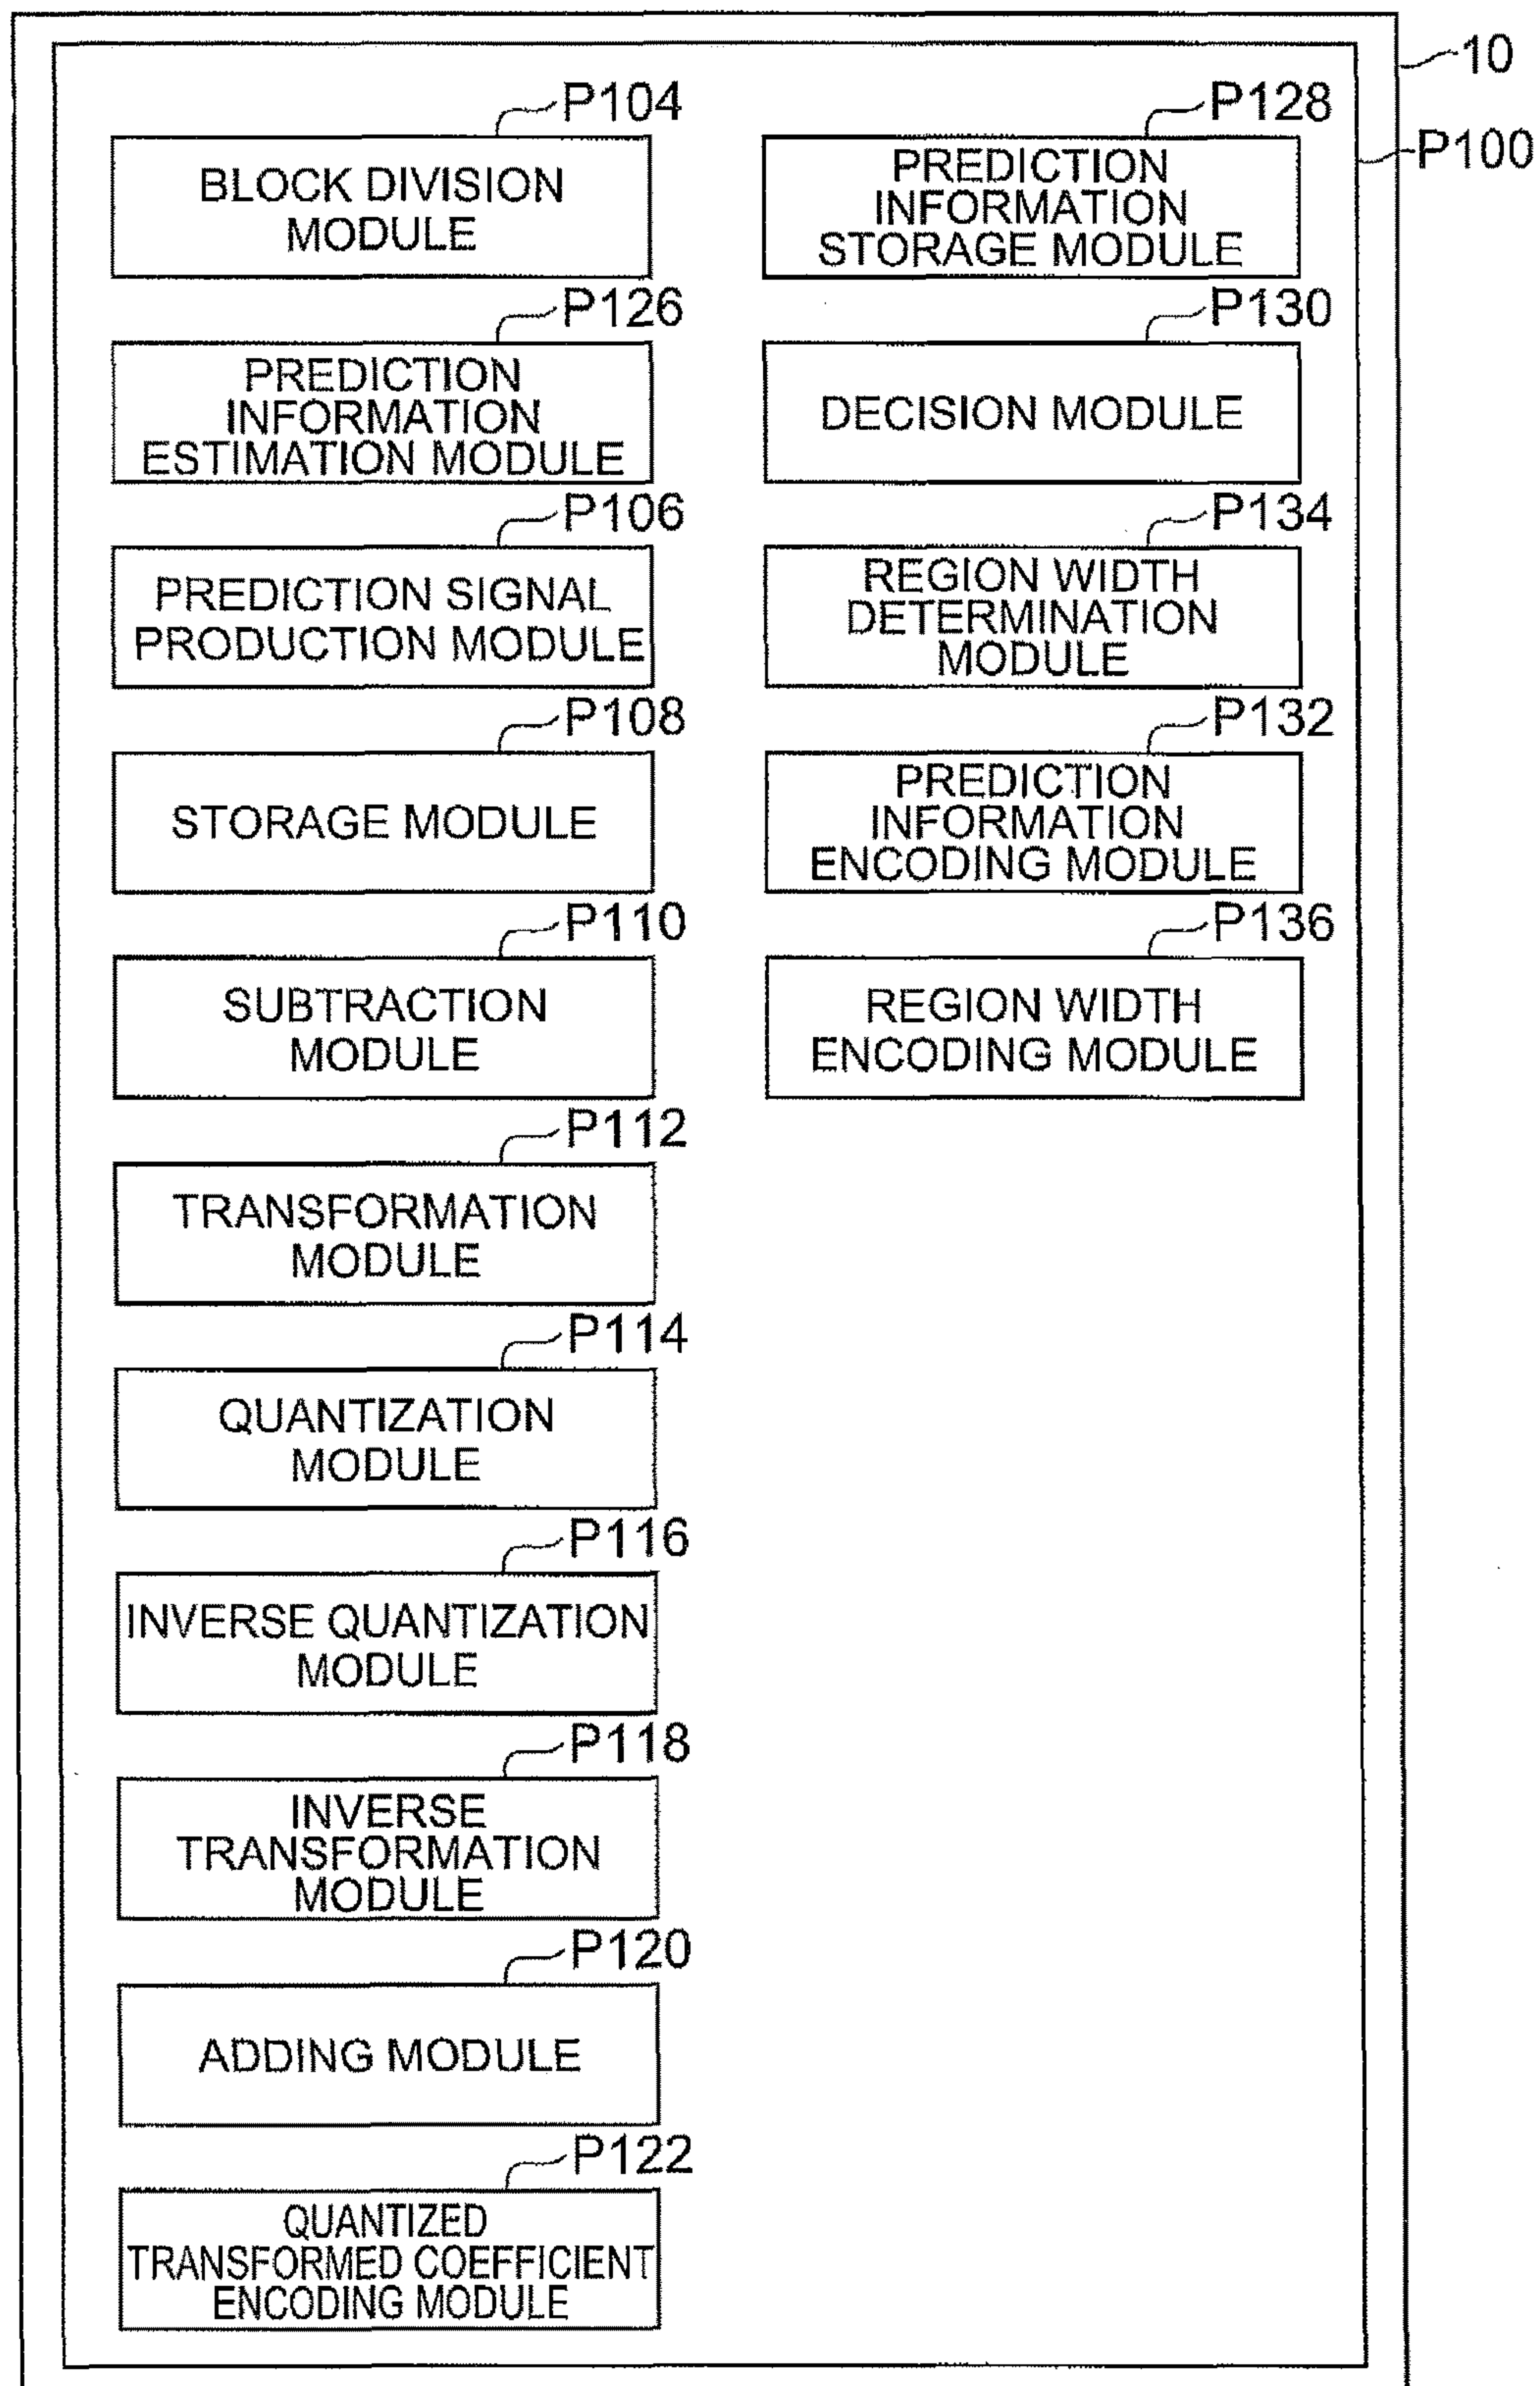 10
P100
P104
BLOCK DIVISION
MODULE
P126
PREDICTION
INFORMATION
ESTIMATION MODULE
P106
PREDICTION SIGNAL
PRODUCTION MODULE
P108
STORAGE MODULE
P110
SUBTRACTION
MODULE
P112
TRANSFORMATION
MODULE
P114
QUANTIZATION
MODULE
P116
INVERSE QUANTIZATION
MODULE
P118
INVERSE
TRANSFORMATION
MODULE
P120
ADDING MODULE
P122
QUANTIZED
TRANSFORMED COEFFICIENT
ENCODING MODULE
P128
PREDICTION
INFORMATION
STORAGE MODULE
P130
DECISION MODULE
P134
REGION WIDTH
DETERMINATION
MODULE
P132
PREDICTION
INFORMATION
ENCODING MODULE
P136
REGION WIDTH
ENCODING MODULE